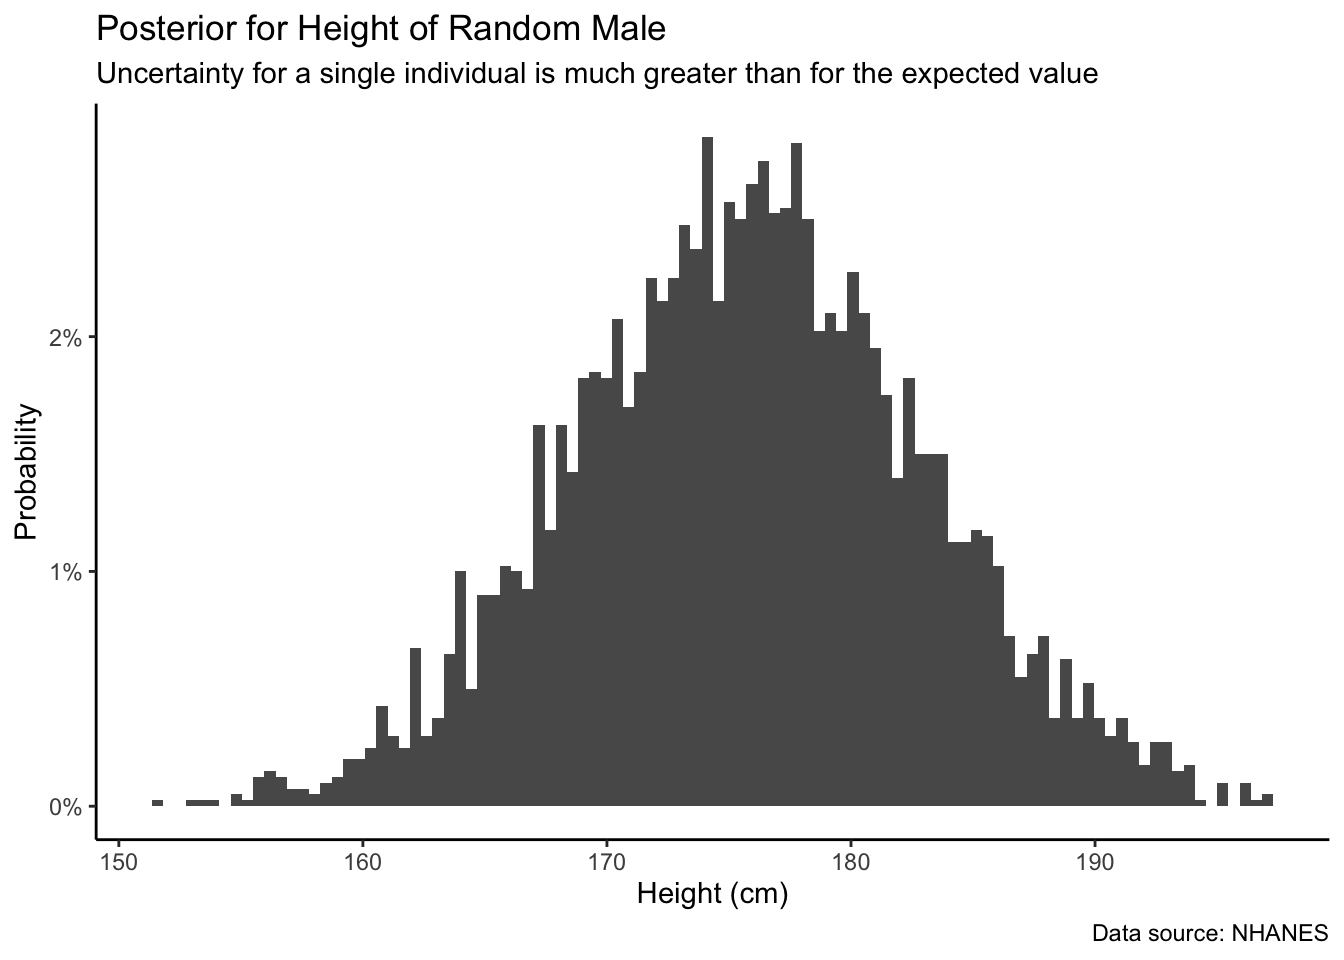 Posterior for Height of Random Male
Uncertainty for a single individual is much greater than for the expected value
2%
1%
0%
Probability
150 160 170 180 190
Height (cm)
Data source: NHANES